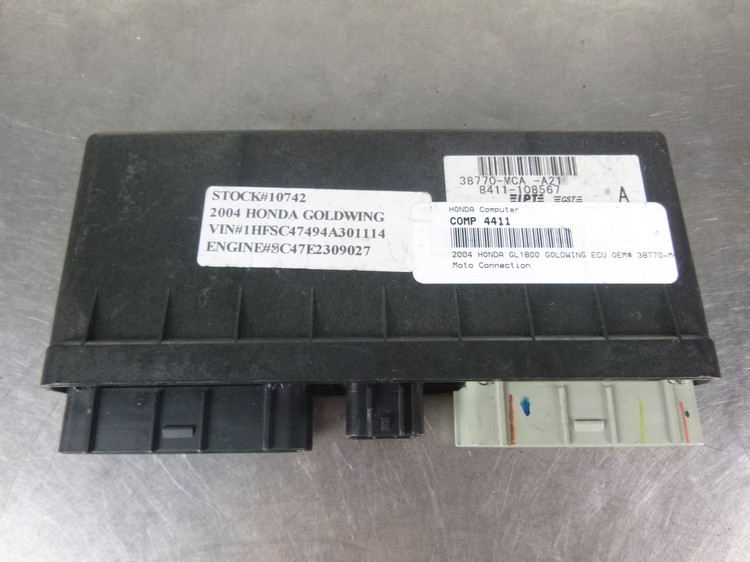 STOCK#10742
2004 HONDA GOLDWING
VIN#1HFSC47494A301114
ENGINE#SC47E2309027
38770-MCA -A21
8411-108567
A
HONDA Computer
COMP 4411
2004 HONDA GL1800 GOLDWING ECU OEM# 38770-M
Moto Connection